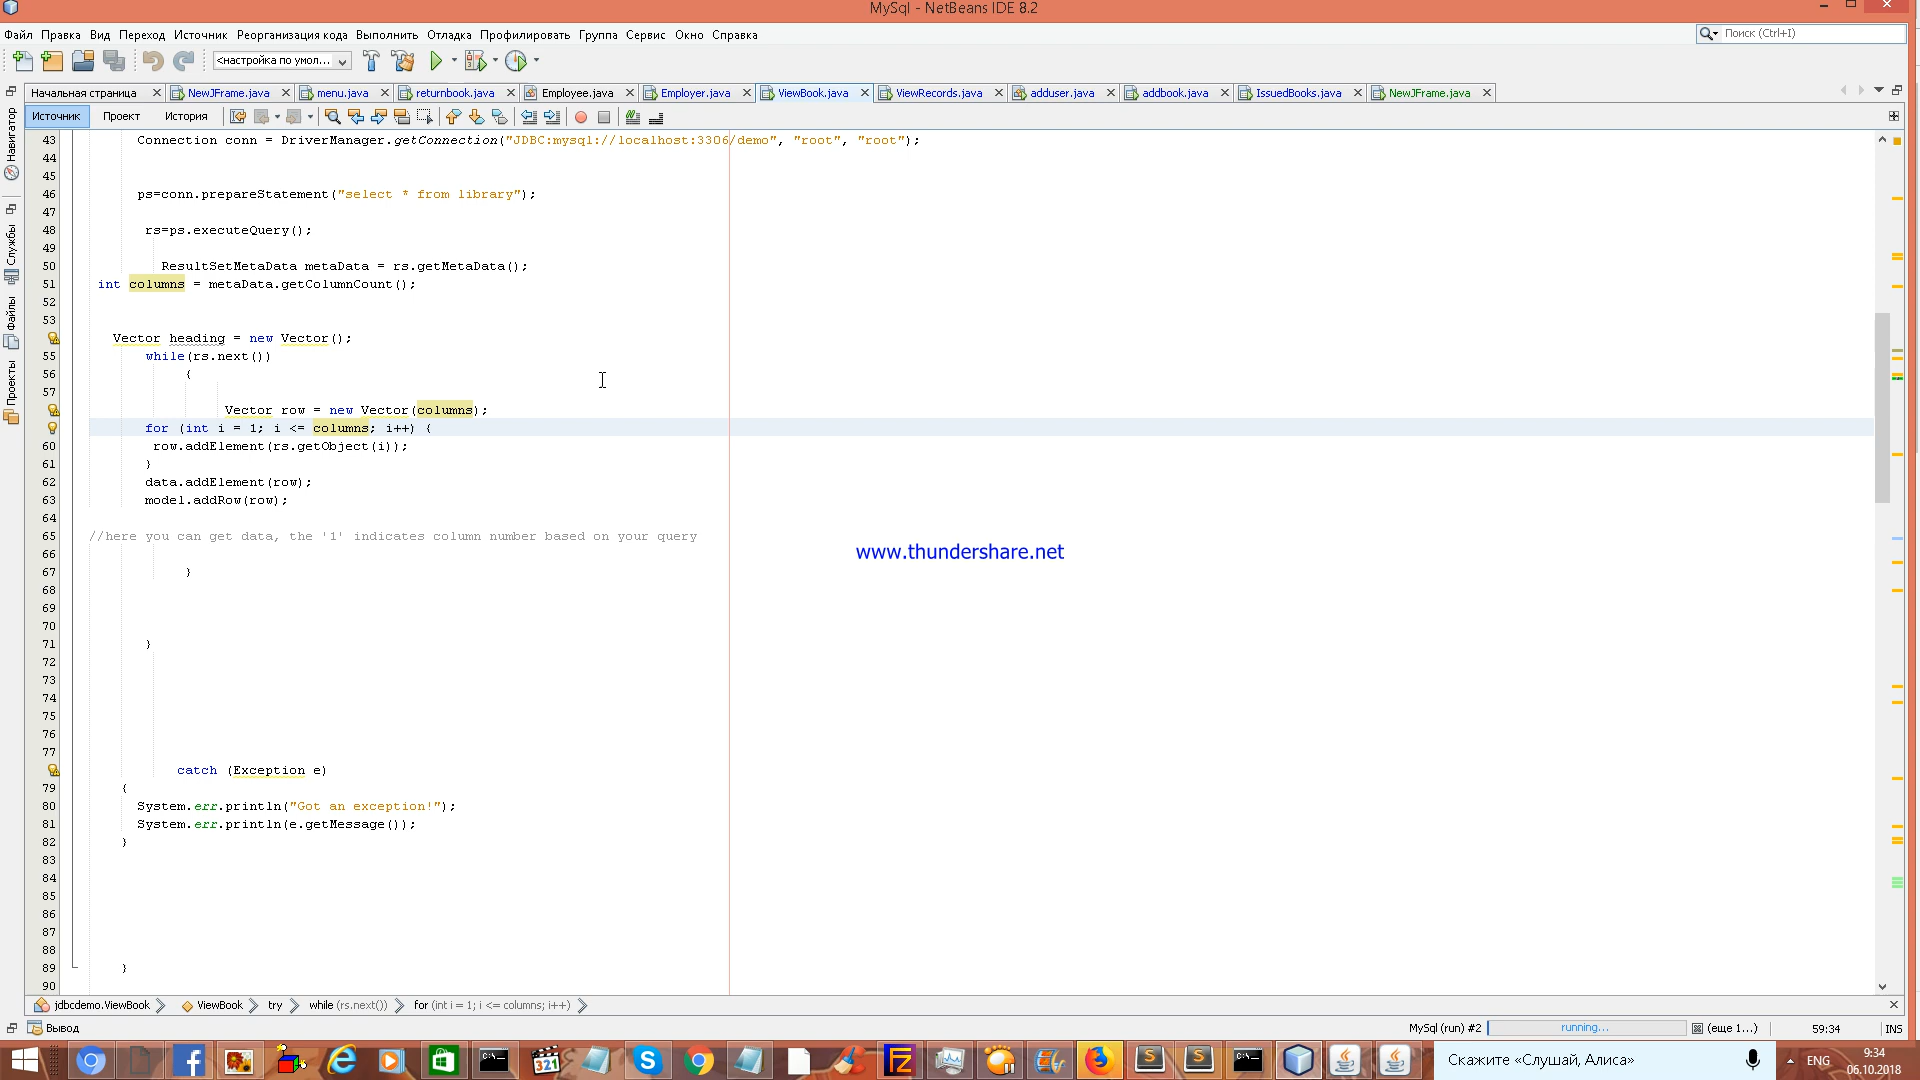 MySql - NetBeans IDE 8.2
Файл Правка Вид Переход Источник Реорганизация кода Выполнить Отладка Профилировать Группа Сервис Окно Справка
Поиск (Ctrl+I)
<настройка по умол...
Начальная страница NewJFrame.java menu.java returnbook.java Employee.java Employer.java ViewBook.java ViewRecords.java adduser.java addbook.java IssuedBooks.java NewJFrame.java
Источник Проект История
Навигатор
Службы
Файлы
Проекты
43 Connection conn = DriverManager.getConnection("JDBC:mysql://localhost:3306/demo", "root", "root");
44
45
46 ps=conn.prepareStatement("select * from library");
47
48 rs=ps.executeQuery();
49
50 ResultSetMetaData metaData = rs.getMetaData();
51 int columns = metaData.getColumnCount();
52
53
Vector heading = new Vector();
55 while(rs.next())
56 {
57
Vector row = new Vector(columns);
for (int i = 1; i <= columns; i++) {
60 row.addElement(rs.getObject(i));
61 }
62 data.addElement(row);
63 model.addRow(row);
64
65 //here you can get data, the '1' indicates column number based on your query
66
67 }
68
69
70
71 }
72
73
74
75
76
77
catch (Exception e)
79 {
80 System.err.println("Got an exception!");
81 System.err.println(e.getMessage());
82 }
83
84
85
86
87
88
89 }
90
www.thundershare.net
jdbcdemo.ViewBook ViewBook try while (rs.next()) for (int i = 1; i <= columns; i++)
Вывод MySql (run) #2 running... (еще 1...) 59:34 INS
Скажите «Слушай, Алиса» ENG 9:34
06.10.2018